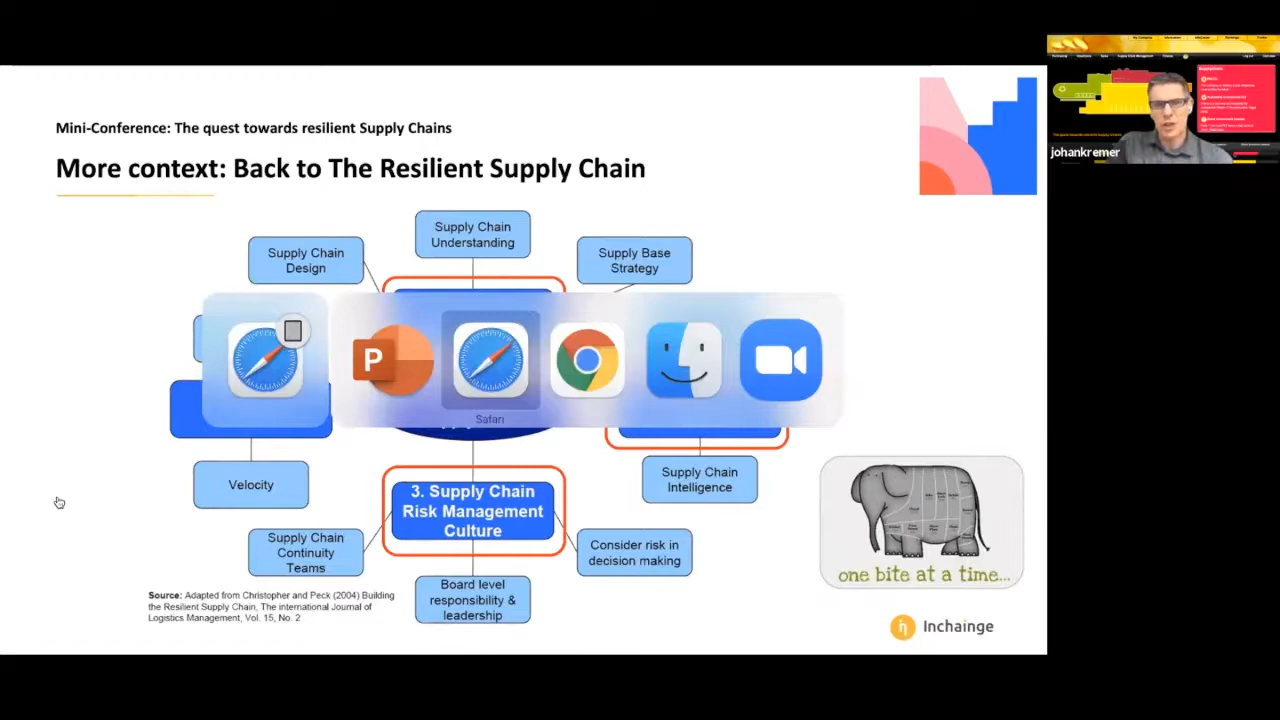 Mini-Conference: The quest towards resilient Supply Chains
More context: Back to The Resilient Supply Chain
Supply Chain
Understanding
Supply Chain
Design
Supply Base
Strategy
P
Safari
Supply Chain
Intelligence
Velocity
3. Supply Chain
Risk Management
Culture
Supply Chain
Continuity
Teams
Consider risk in
decision making
Board level
responsibility &
leadership
one bite at a time...
Source: Adapted from Christopher and Peck (2004) Building
the Resilient Supply Chain, The international Journal of
Logistics Management, Vol. 15, No. 2
Inchainge
johankremer